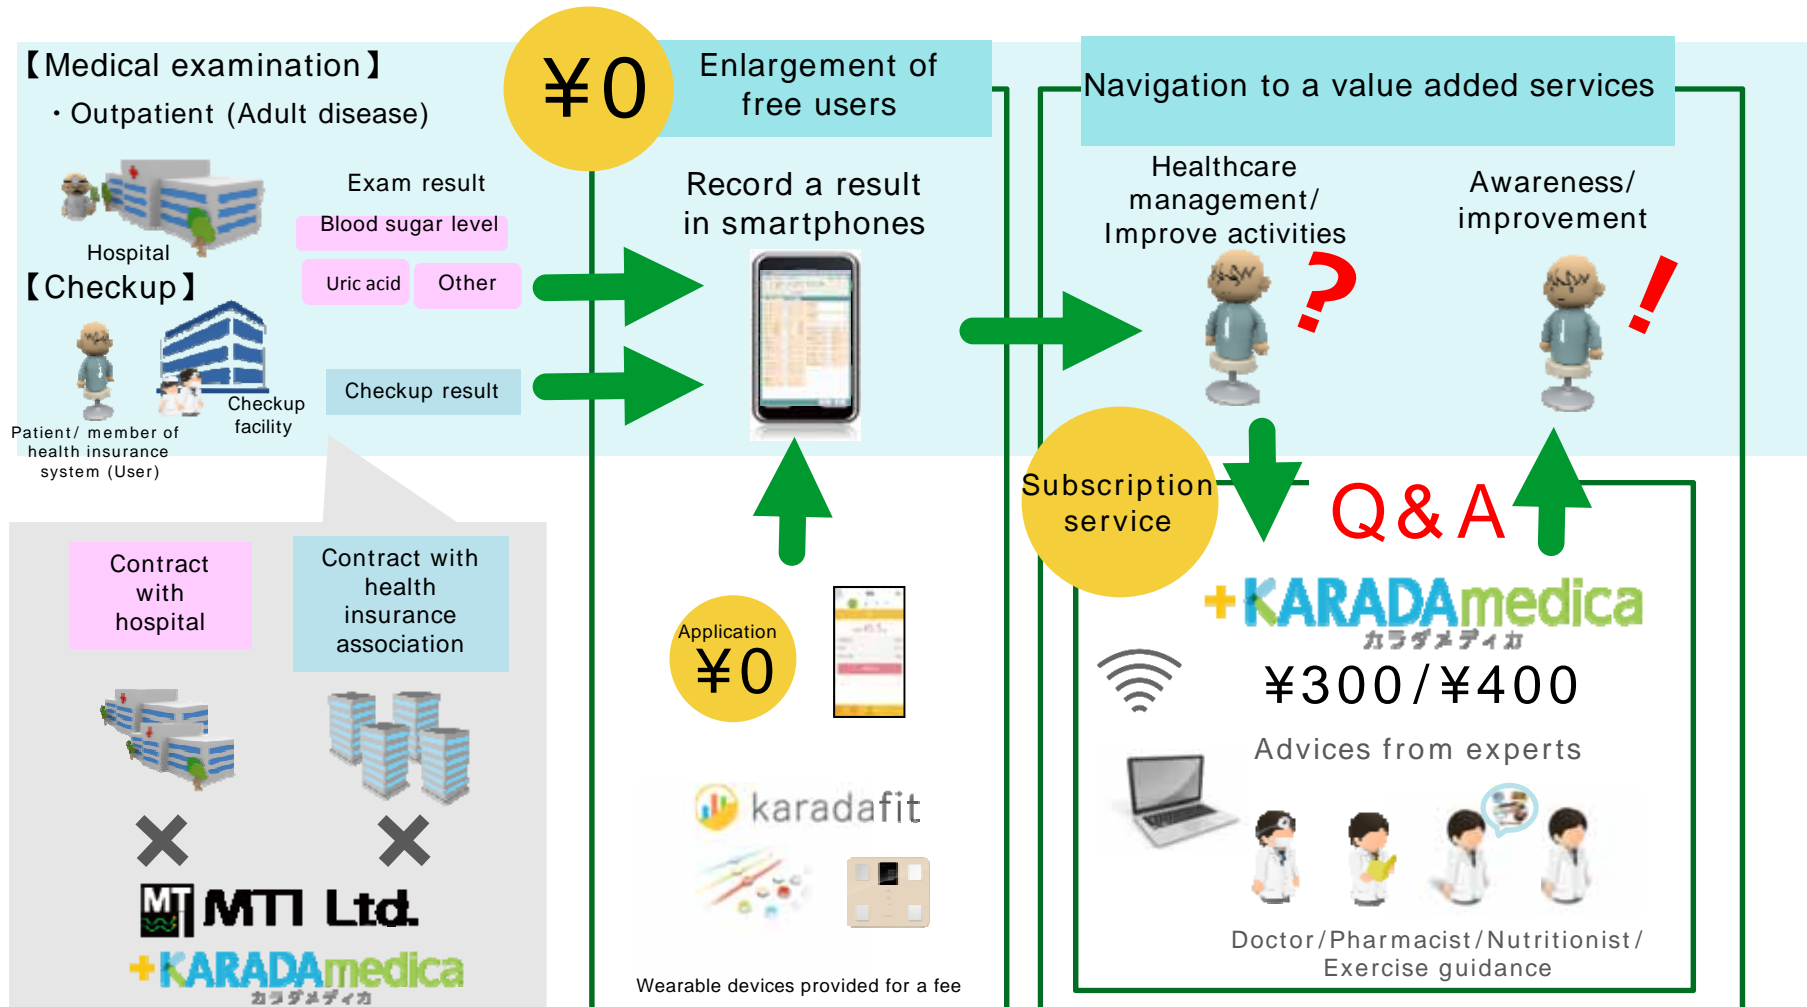 【Medical examination】
・Outpatient (Adult disease)
Hospital
Exam result
Blood sugar level
Uric acid
Other
【Checkup】
Checkup
facility
Checkup result
Patient/ member of
health insurance
system (User)
Contract
with
hospital
Contract with
health
insurance
association
MTI
MTI Ltd.
+KARADAmedica
カラダメディカ
¥0
Enlargement of
free users
Record a result
in smartphones
Application
¥0
karadafit
Wearable devices provided for a fee
Navigation to a value added services
Healthcare
management/
Improve activities
?
Awareness/
improvement
!
Subscription
service
Q&A
+KARADAmedica
カラダメディカ
¥300/¥400
Advices from experts
Doctor/Pharmacist/Nutritionist/
Exercise guidance